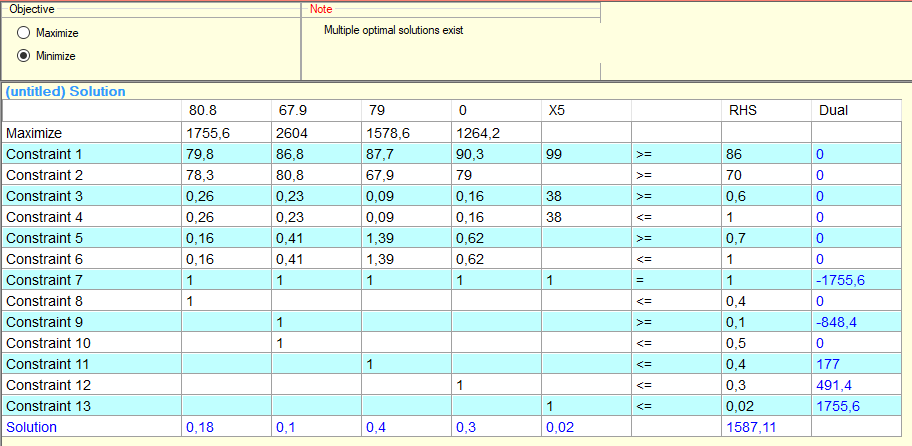 Objective
Note
Maximize
Multiple optimal solutions exist
Minimize
(untitled) Solution
80.8 67.9 79 0 X5 RHS Dual
Maximize 1755,6 2604 1578,6 1264,2
Constraint 1 79,8 86,8 87,7 90,3 99 >= 86 0
Constraint 2 78,3 80,8 67,9 79 >= 70 0
Constraint 3 0,26 0,23 0,09 0,16 38 >= 0,6 0
Constraint 4 0,26 0,23 0,09 0,16 38 <= 1 0
Constraint 5 0,16 0,41 1,39 0,62 >= 0,7 0
Constraint 6 0,16 0,41 1,39 0,62 <= 1 0
Constraint 7 1 1 1 1 1 = 1 -1755,6
Constraint 8 1 <= 0,4 0
Constraint 9 1 >= 0,1 -848,4
Constraint 10 1 <= 0,5 0
Constraint 11 1 <= 0,4 177
Constraint 12 1 <= 0,3 491,4
Constraint 13 1 <= 0,02 1755,6
Solution 0,18 0,1 0,4 0,3 0,02 1587,11